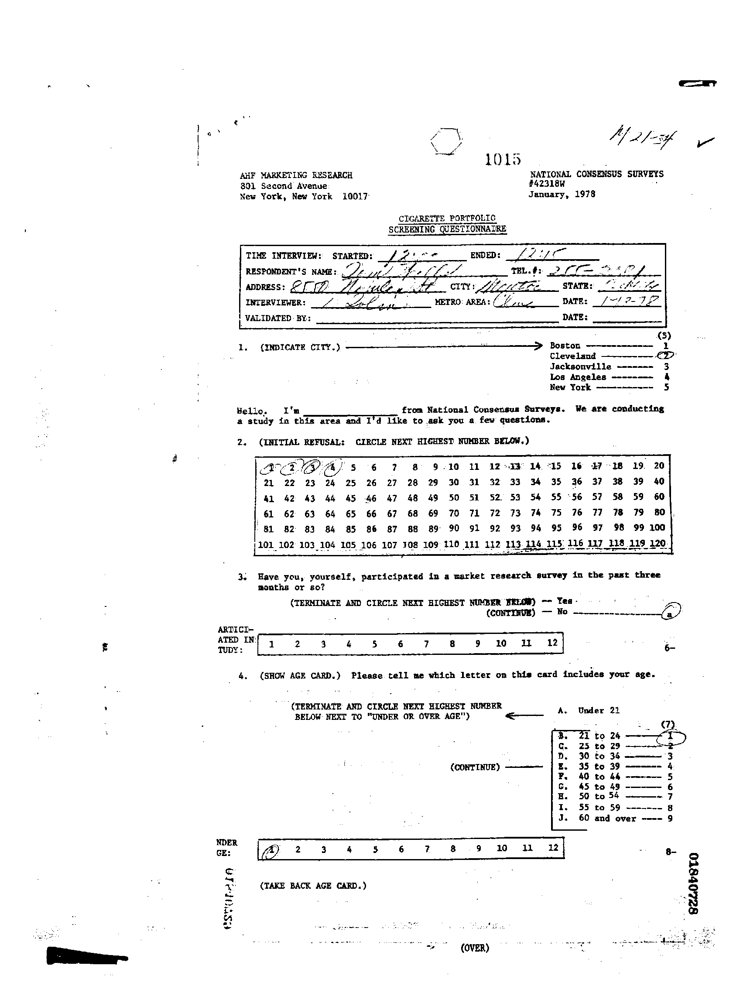 M 21-34 ✓
1015
AHF MARKETING RESEARCH
801 Second Avenue
New York, New York 10017
NATIONAL CONSENSUS SURVEYS
#42318W
January, 1978
CIGARETTE PORTFOLIO
SCREENING QUESTIONNAIRE
TIME INTERVIEW: STARTED: 12:00 ENDED: 12:15
RESPONDENT'S NAME: TEL.#:
ADDRESS: CITY: Mentor STATE:
INTERVIEWER: METRO AREA: DATE: 1-12-78
VALIDATED BY: DATE:
(5)
1. (INDICATE CITY.) Boston 1
Cleveland 2
Jacksonville 3
Los Angeles 4
New York 5
Hello. I'm ____________ from National Consensus Surveys. We are conducting
a study in this area and I'd like to ask you a few questions.
2. (INITIAL REFUSAL: CIRCLE NEXT HIGHEST NUMBER BELOW.)
1 2 3 4 5 6 7 8 9 10 11 12 13 14 15 16 17 18 19 20
21 22 23 24 25 26 27 28 29 30 31 32 33 34 35 36 37 38 39 40
41 42 43 44 45 46 47 48 49 50 51 52 53 54 55 56 57 58 59 60
61 62 63 64 65 66 67 68 69 70 71 72 73 74 75 76 77 78 79 80
81 82 83 84 85 86 87 88 89 90 91 92 93 94 95 96 97 98 99 100
101 102 103 104 105 106 107 108 109 110 111 112 113 114 115 116 117 118 119 120
3. Have you, yourself, participated in a market research survey in the past three
months or so?
(TERMINATE AND CIRCLE NEXT HIGHEST NUMBER BELOW) -- Yes
(CONTINUE) -- No
ARTICI-
ATED IN
TUDY: 1 2 3 4 5 6 7 8 9 10 11 12
6-
4. (SHOW AGE CARD.) Please tell me which letter on this card includes your age.
(TERMINATE AND CIRCLE NEXT HIGHEST NUMBER
BELOW NEXT TO "UNDER OR OVER AGE")
A. Under 21
(7)
B. 21 to 24 1
C. 25 to 29 2
D. 30 to 34 3
(CONTINUE) E. 35 to 39 4
F. 40 to 44 5
G. 45 to 49 6
H. 50 to 54 7
I. 55 to 59 8
J. 60 and over 9
NDER
GE: 1 2 3 4 5 6 7 8 9 10 11 12
8-
(TAKE BACK AGE CARD.)
01840728
(OVER)